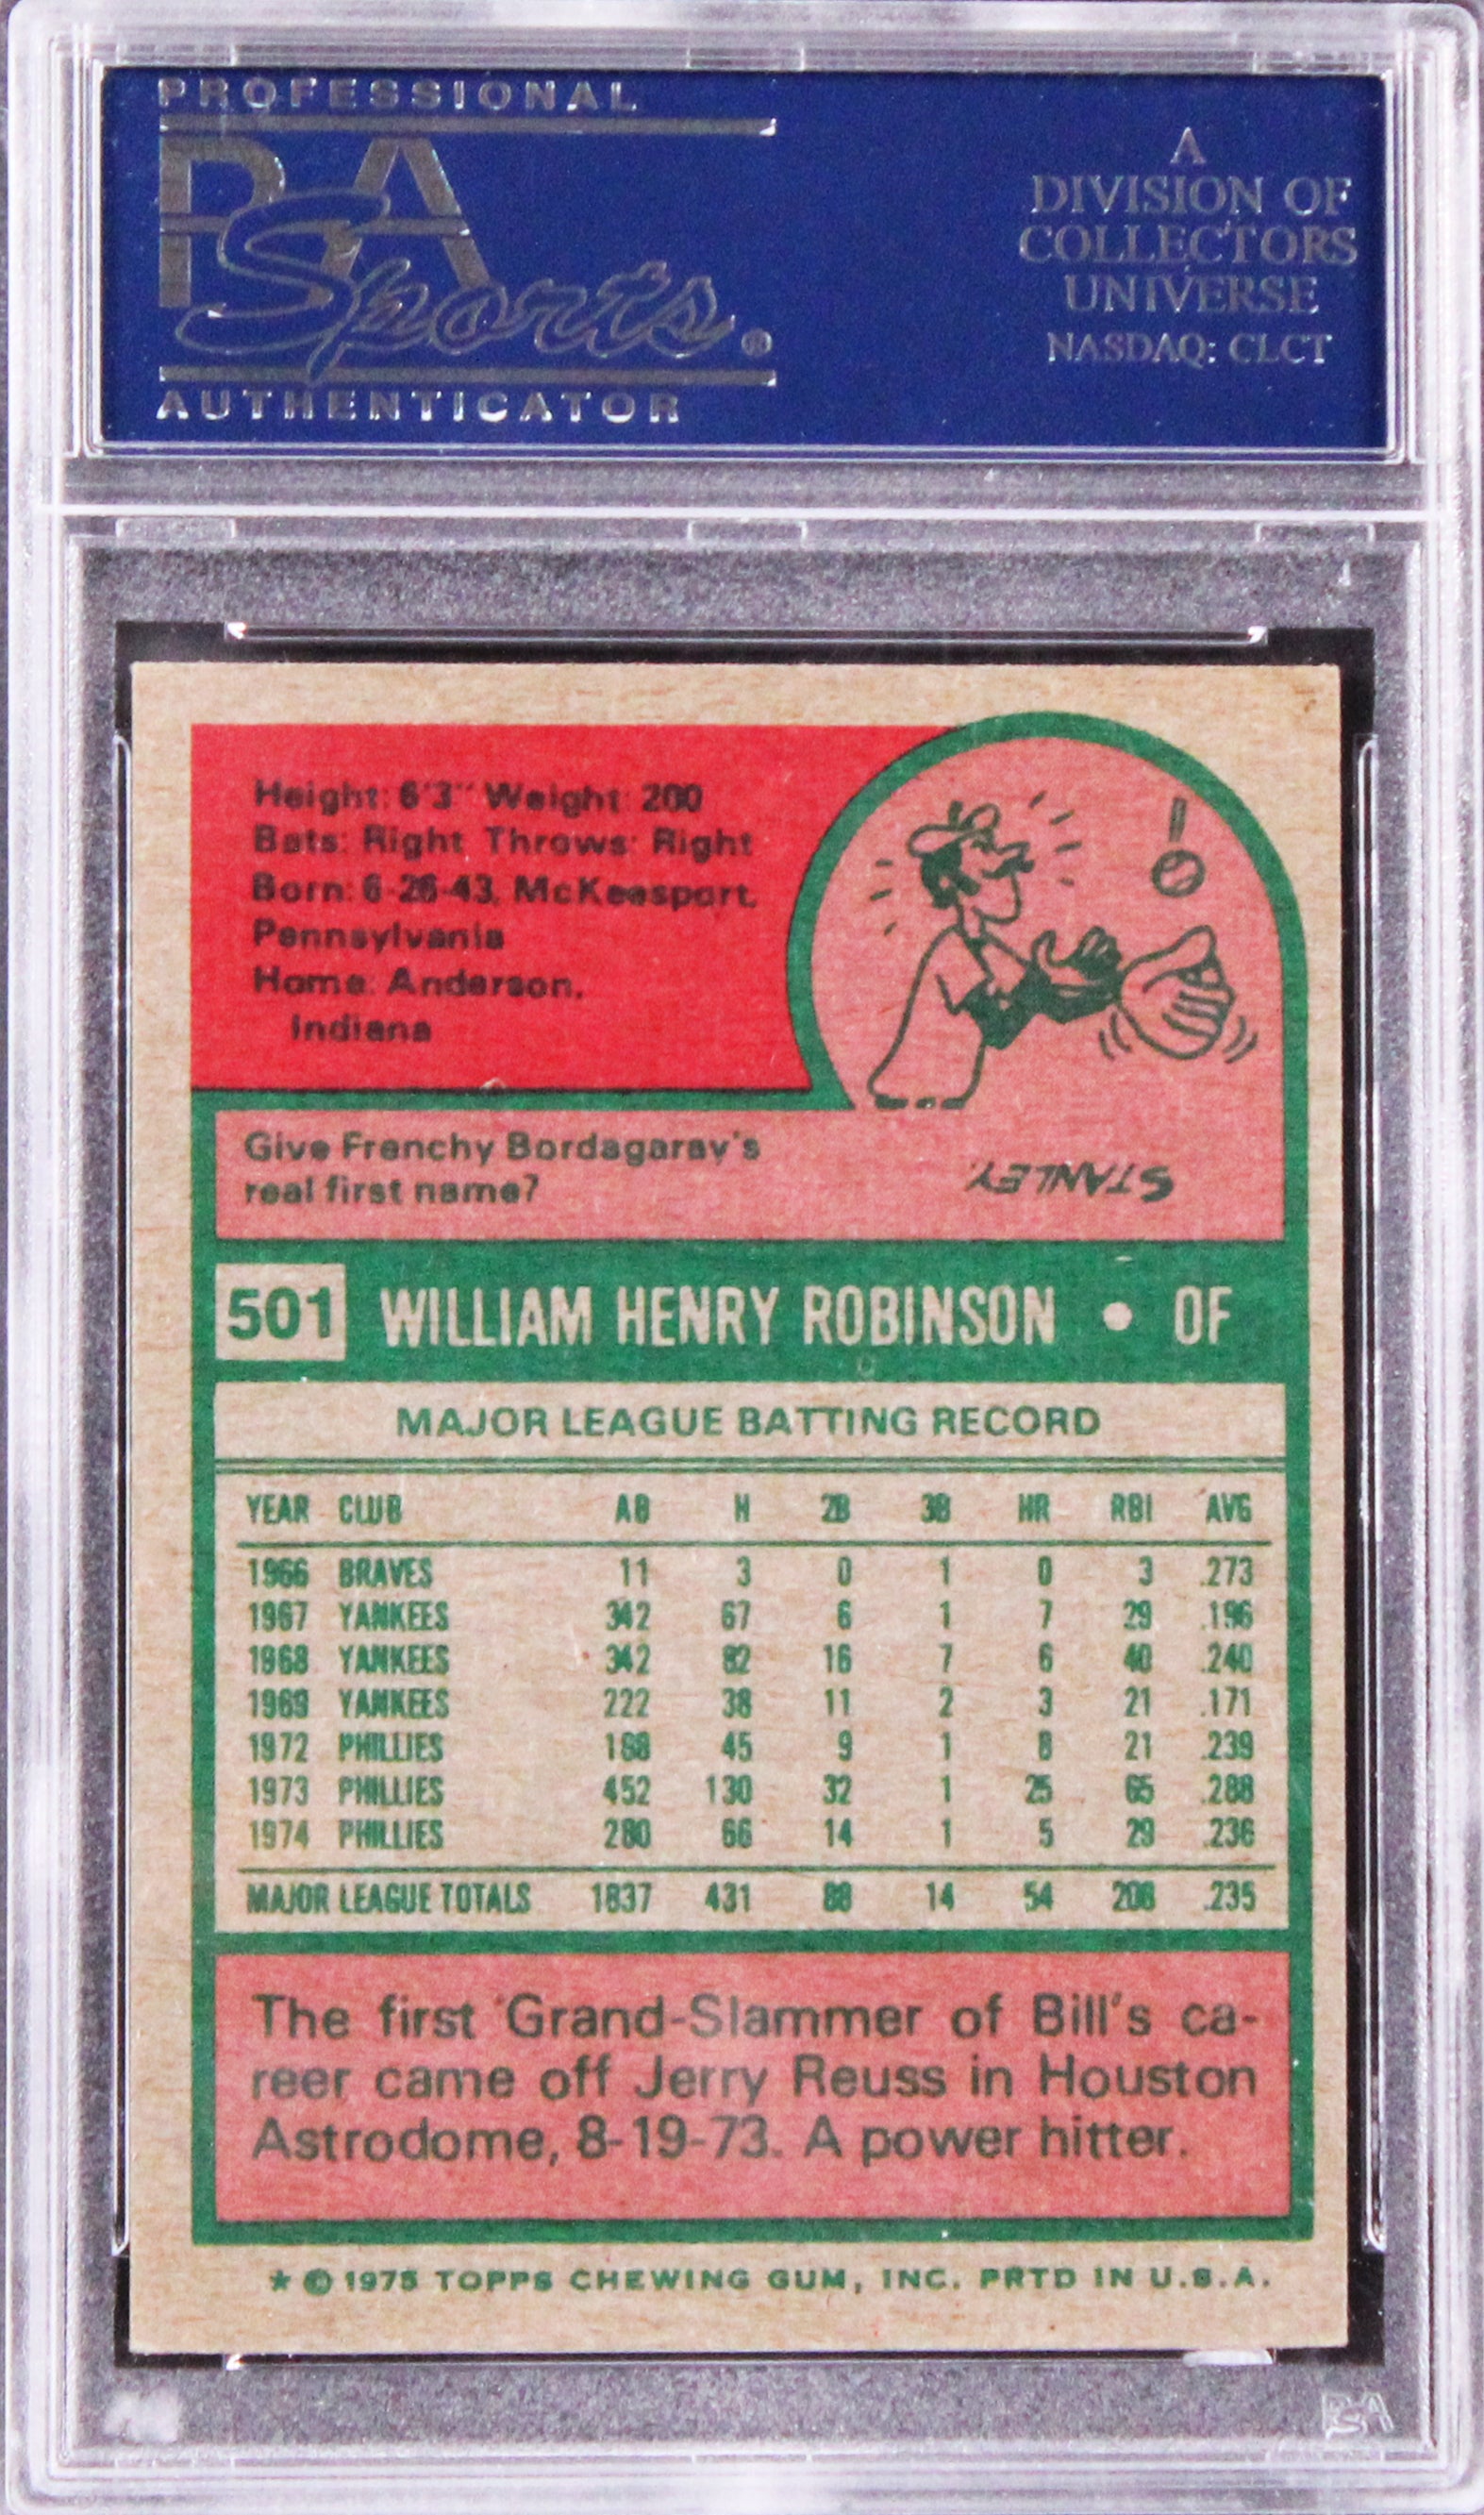 PROFESSIONAL
PSA
Sports®
AUTHENTICATOR
A
DIVISION OF
COLLECTORS
UNIVERSE
NASDAQ: CLCT
Height: 6'3" Weight: 200
Bats: Right Throws: Right
Born: 6-26-43, McKeesport,
Pennsylvania
Home: Anderson,
Indiana
!
Give Frenchy Bordagaray's
real first name?
STANLEY.
501 WILLIAM HENRY ROBINSON • OF
MAJOR LEAGUE BATTING RECORD
YEAR CLUB AB H 2B 3B HR RBI AVG
1966 BRAVES 11 3 0 1 0 3 .273
1967 YANKEES 342 67 6 1 7 29 .196
1968 YANKEES 342 82 16 7 6 40 .240
1969 YANKEES 222 38 11 2 3 21 .171
1972 PHILLIES 188 45 9 1 8 21 .239
1973 PHILLIES 452 130 32 1 25 65 .288
1974 PHILLIES 280 66 14 1 5 29 .236
MAJOR LEAGUE TOTALS 1837 431 88 14 54 208 .235
The first Grand-Slammer of Bill's ca-
reer came off Jerry Reuss in Houston
Astrodome, 8-19-73. A power hitter.
* © 1975 TOPPS CHEWING GUM, INC. PRTD IN U.S.A.
PSA